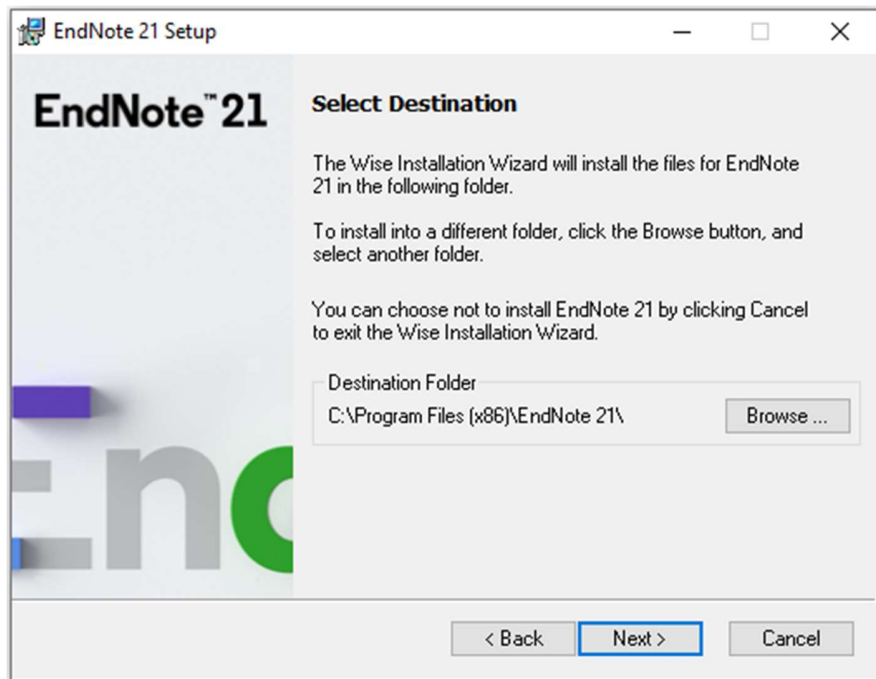 EndNote 21 Setup
EndNote™21
Select Destination
The Wise Installation Wizard will install the files for EndNote
21 in the following folder.
To install into a different folder, click the Browse button, and
select another folder.
You can choose not to install EndNote 21 by clicking Cancel
to exit the Wise Installation Wizard.
Destination Folder
C:\Program Files (x86)\EndNote 21\
Browse ...
< Back
Next >
Cancel